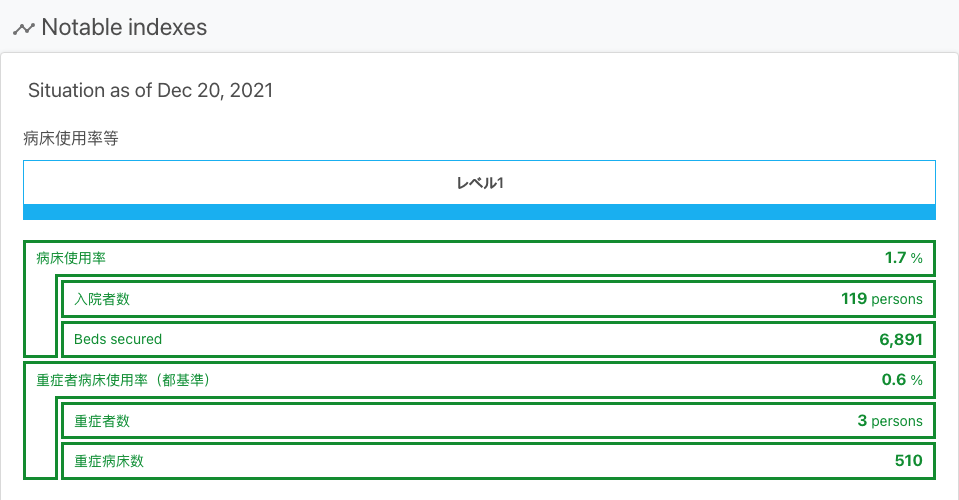 Notable indexes
Situation as of Dec 20, 2021
病床使用率等
レベル1
病床使用率 1.7 %
入院者数 119 persons
Beds secured 6,891
重症者病床使用率（都基準） 0.6 %
重症者数 3 persons
重症病床数 510